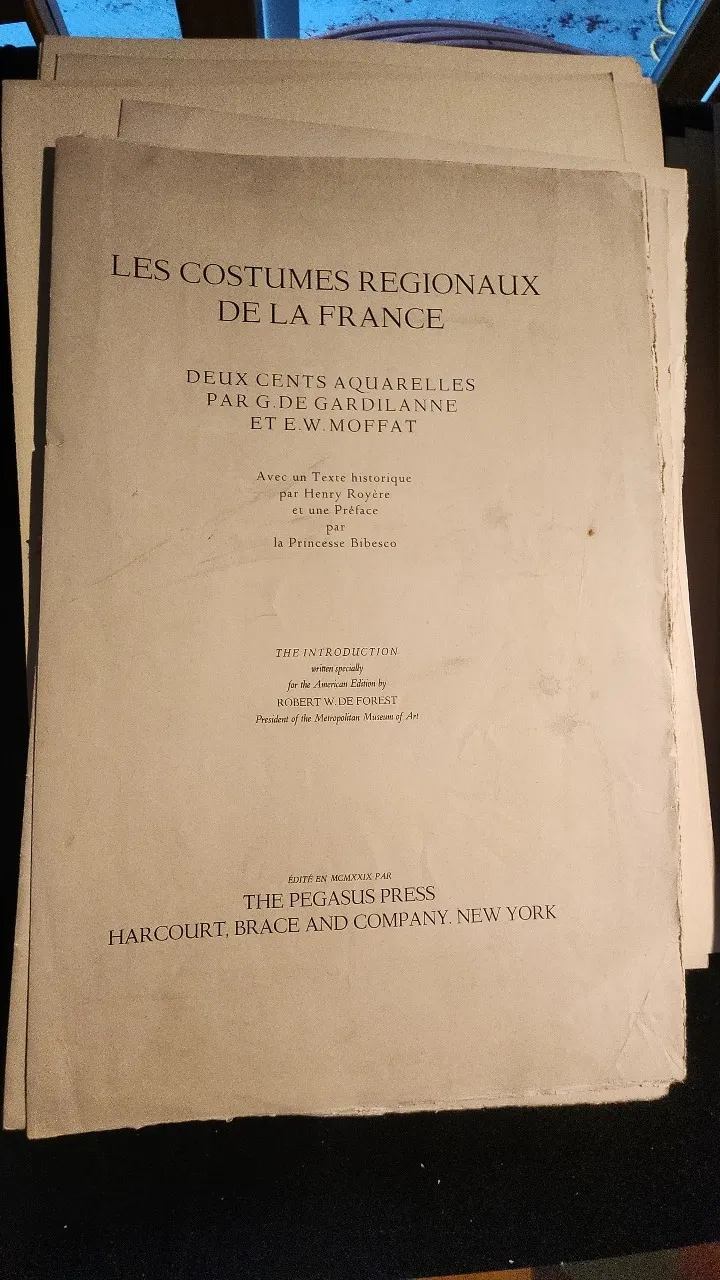 LES COSTUMES REGIONAUX
DE LA FRANCE
DEUX CENTS AQUARELLES
PAR G. DE GARDILANNE
ET E. W. MOFFAT
Avec un Texte historique
par Henry Royère
et une Préface
par
la Princesse Bibesco
THE INTRODUCTION
written specially
for the American Edition by
ROBERT W. DE FOREST
President of the Metropolitan Museum of Art
ÉDITÉ EN MCMXXIX PAR
THE PEGASUS PRESS
HARCOURT, BRACE AND COMPANY. NEW YORK